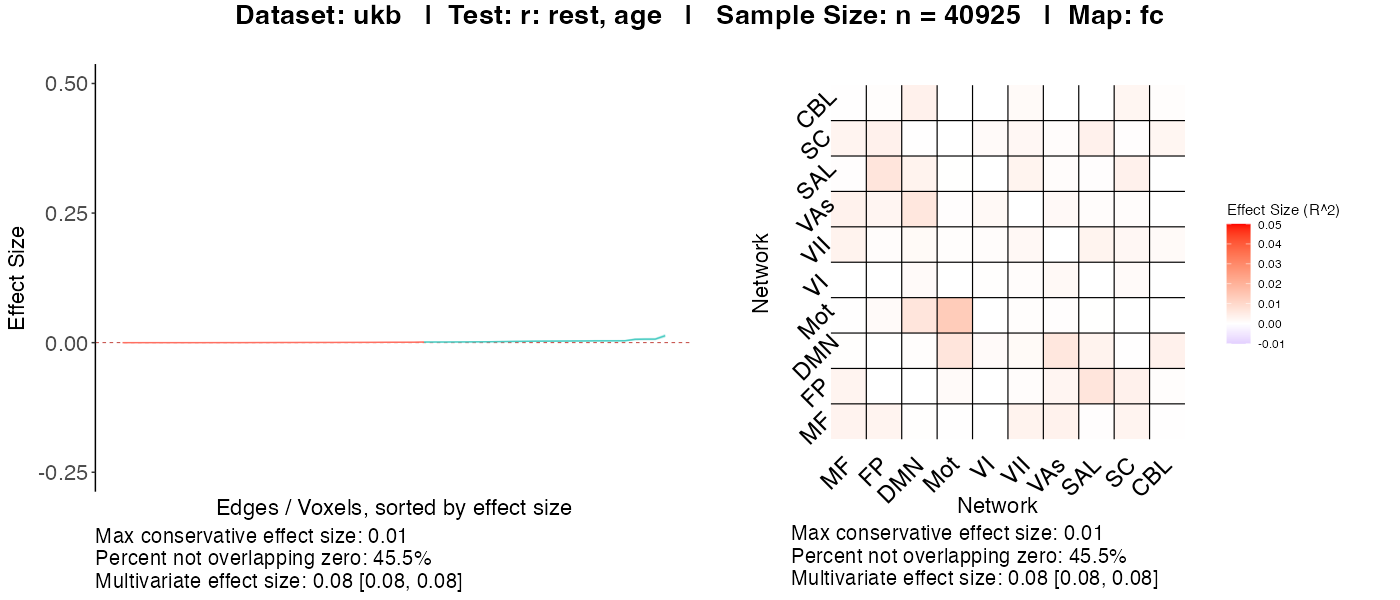 Dataset: ukb | Test: r: rest, age | Sample Size: n = 40925 | Map: fc
0.50
0.25
0.00
-0.25
Effect Size
Edges / Voxels, sorted by effect size
Max conservative effect size: 0.01
Percent not overlapping zero: 45.5%
Multivariate effect size: 0.08 [0.08, 0.08]
Network
CBL
SC
SAL
VAs
VII
VI
Mot
DMN
FP
MF
MF
FP
DMN
Mot
VI
VII
VAs
SAL
SC
CBL
Network
Max conservative effect size: 0.01
Percent not overlapping zero: 45.5%
Multivariate effect size: 0.08 [0.08, 0.08]
Effect Size (R^2)
0.05
0.04
0.03
0.02
0.01
0.00
-0.01